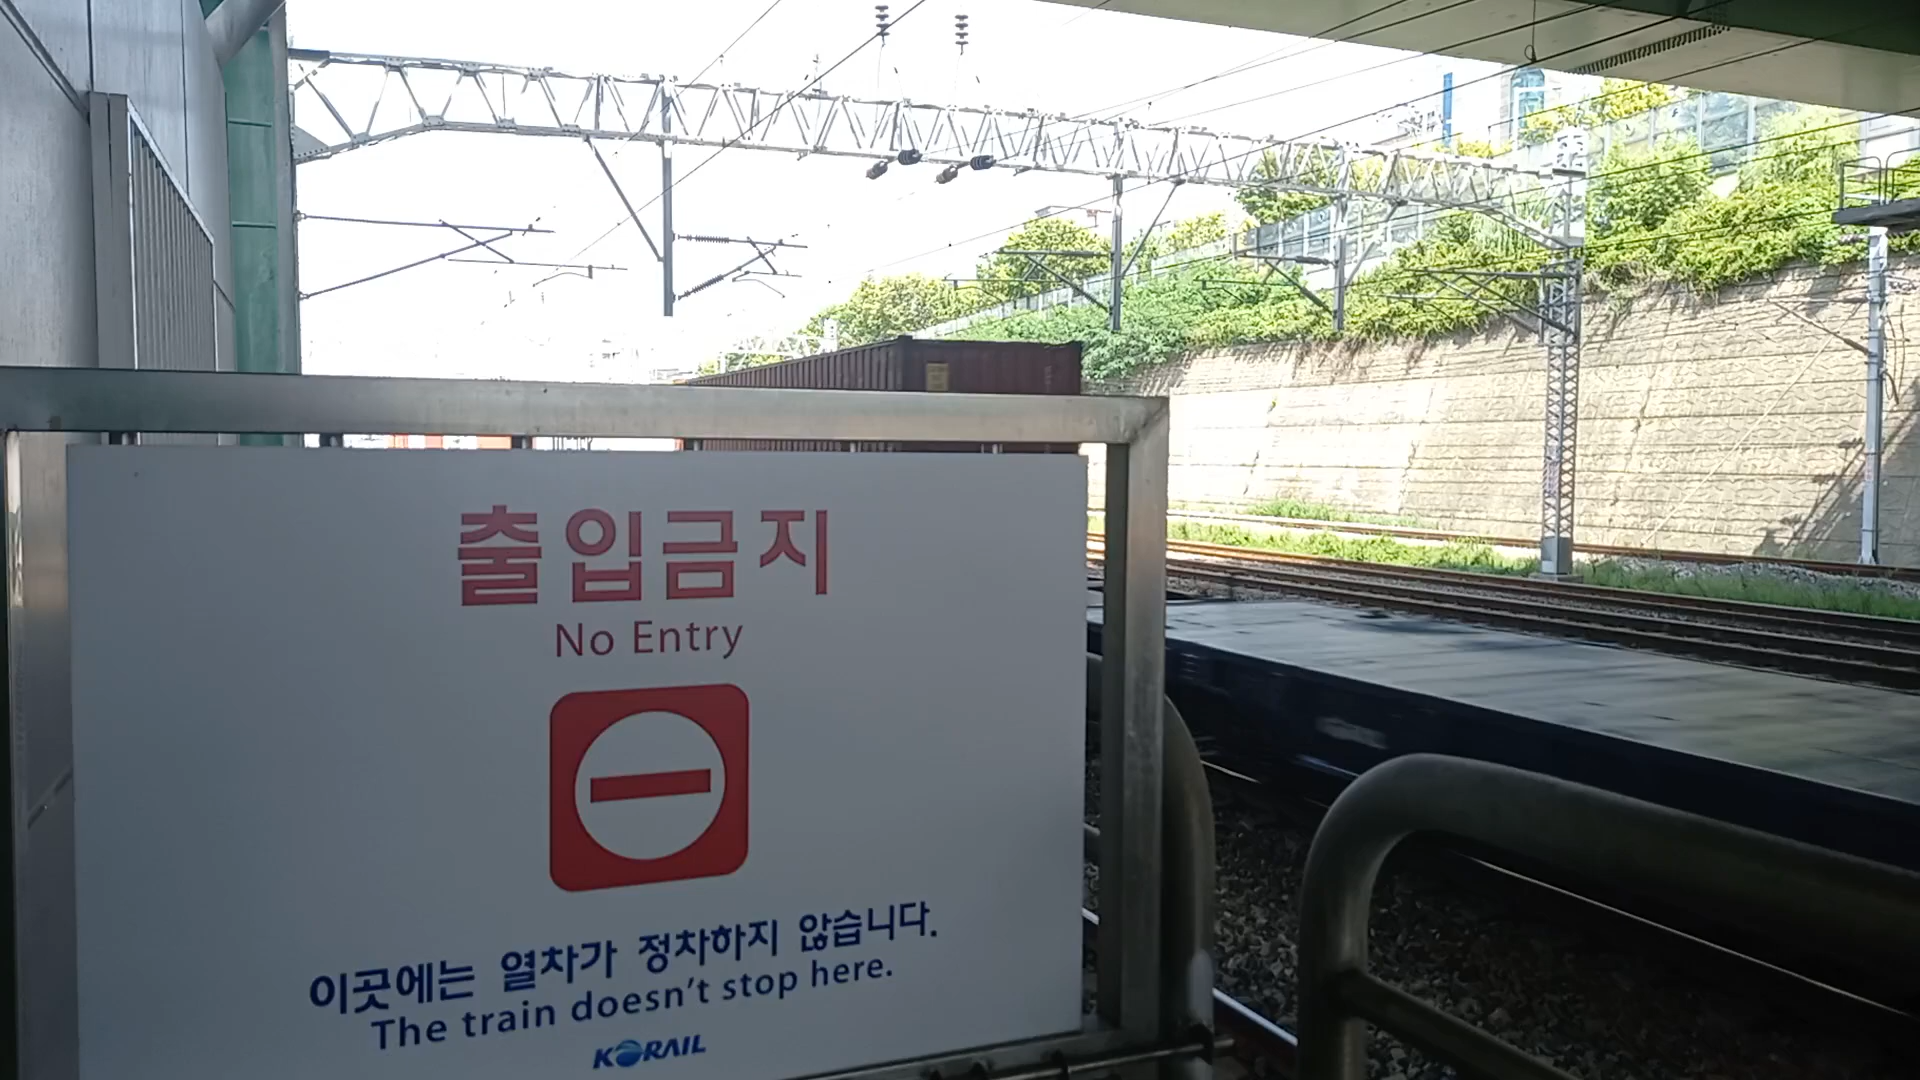 출입금지
No Entry
이곳에는 열차가 정차하지 않습니다.
The train doesn't stop here.
KORAIL